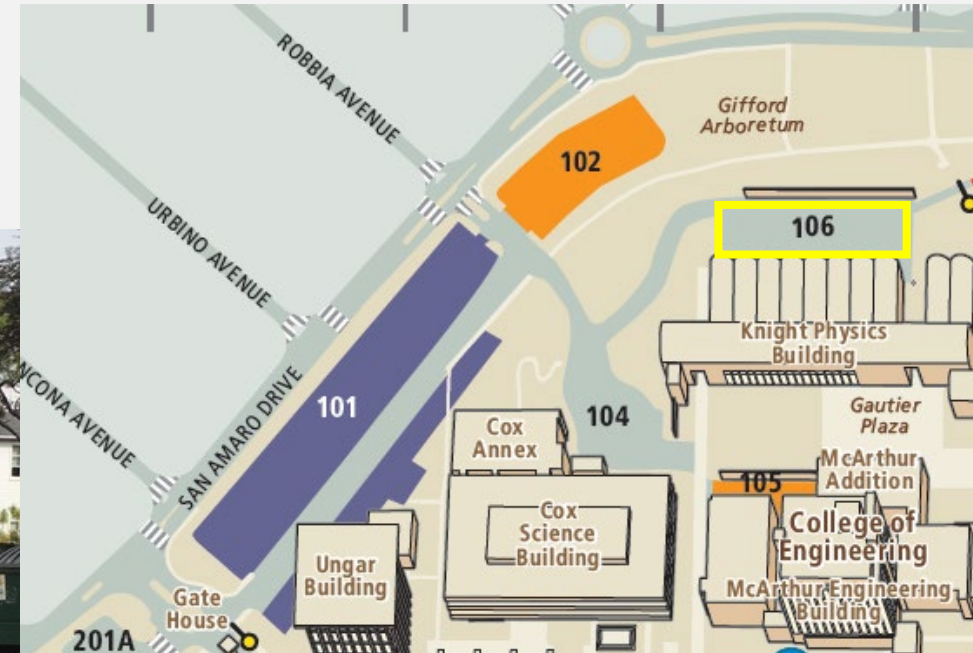 ROBBIA AVENUE
Gifford
Arboretum
102
106
URBINO AVENUE
Knight Physics
Building
NCONA AVENUE
SAN AMARO DRIVE
101
104
Gautier
Plaza
Cox
Annex
McArthur
Addition
105
Cox
Science
Building
College of
Engineering
Ungar
Building
McArthur Engineering
Building
Gate
House
201A